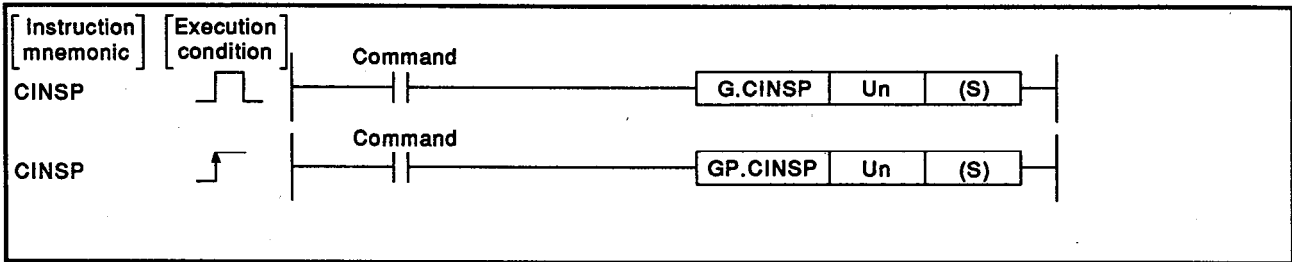 Instruction mnemonic Execution condition
Command
CINSP G.CINSP Un (S)
Command
CINSP GP.CINSP Un (S)